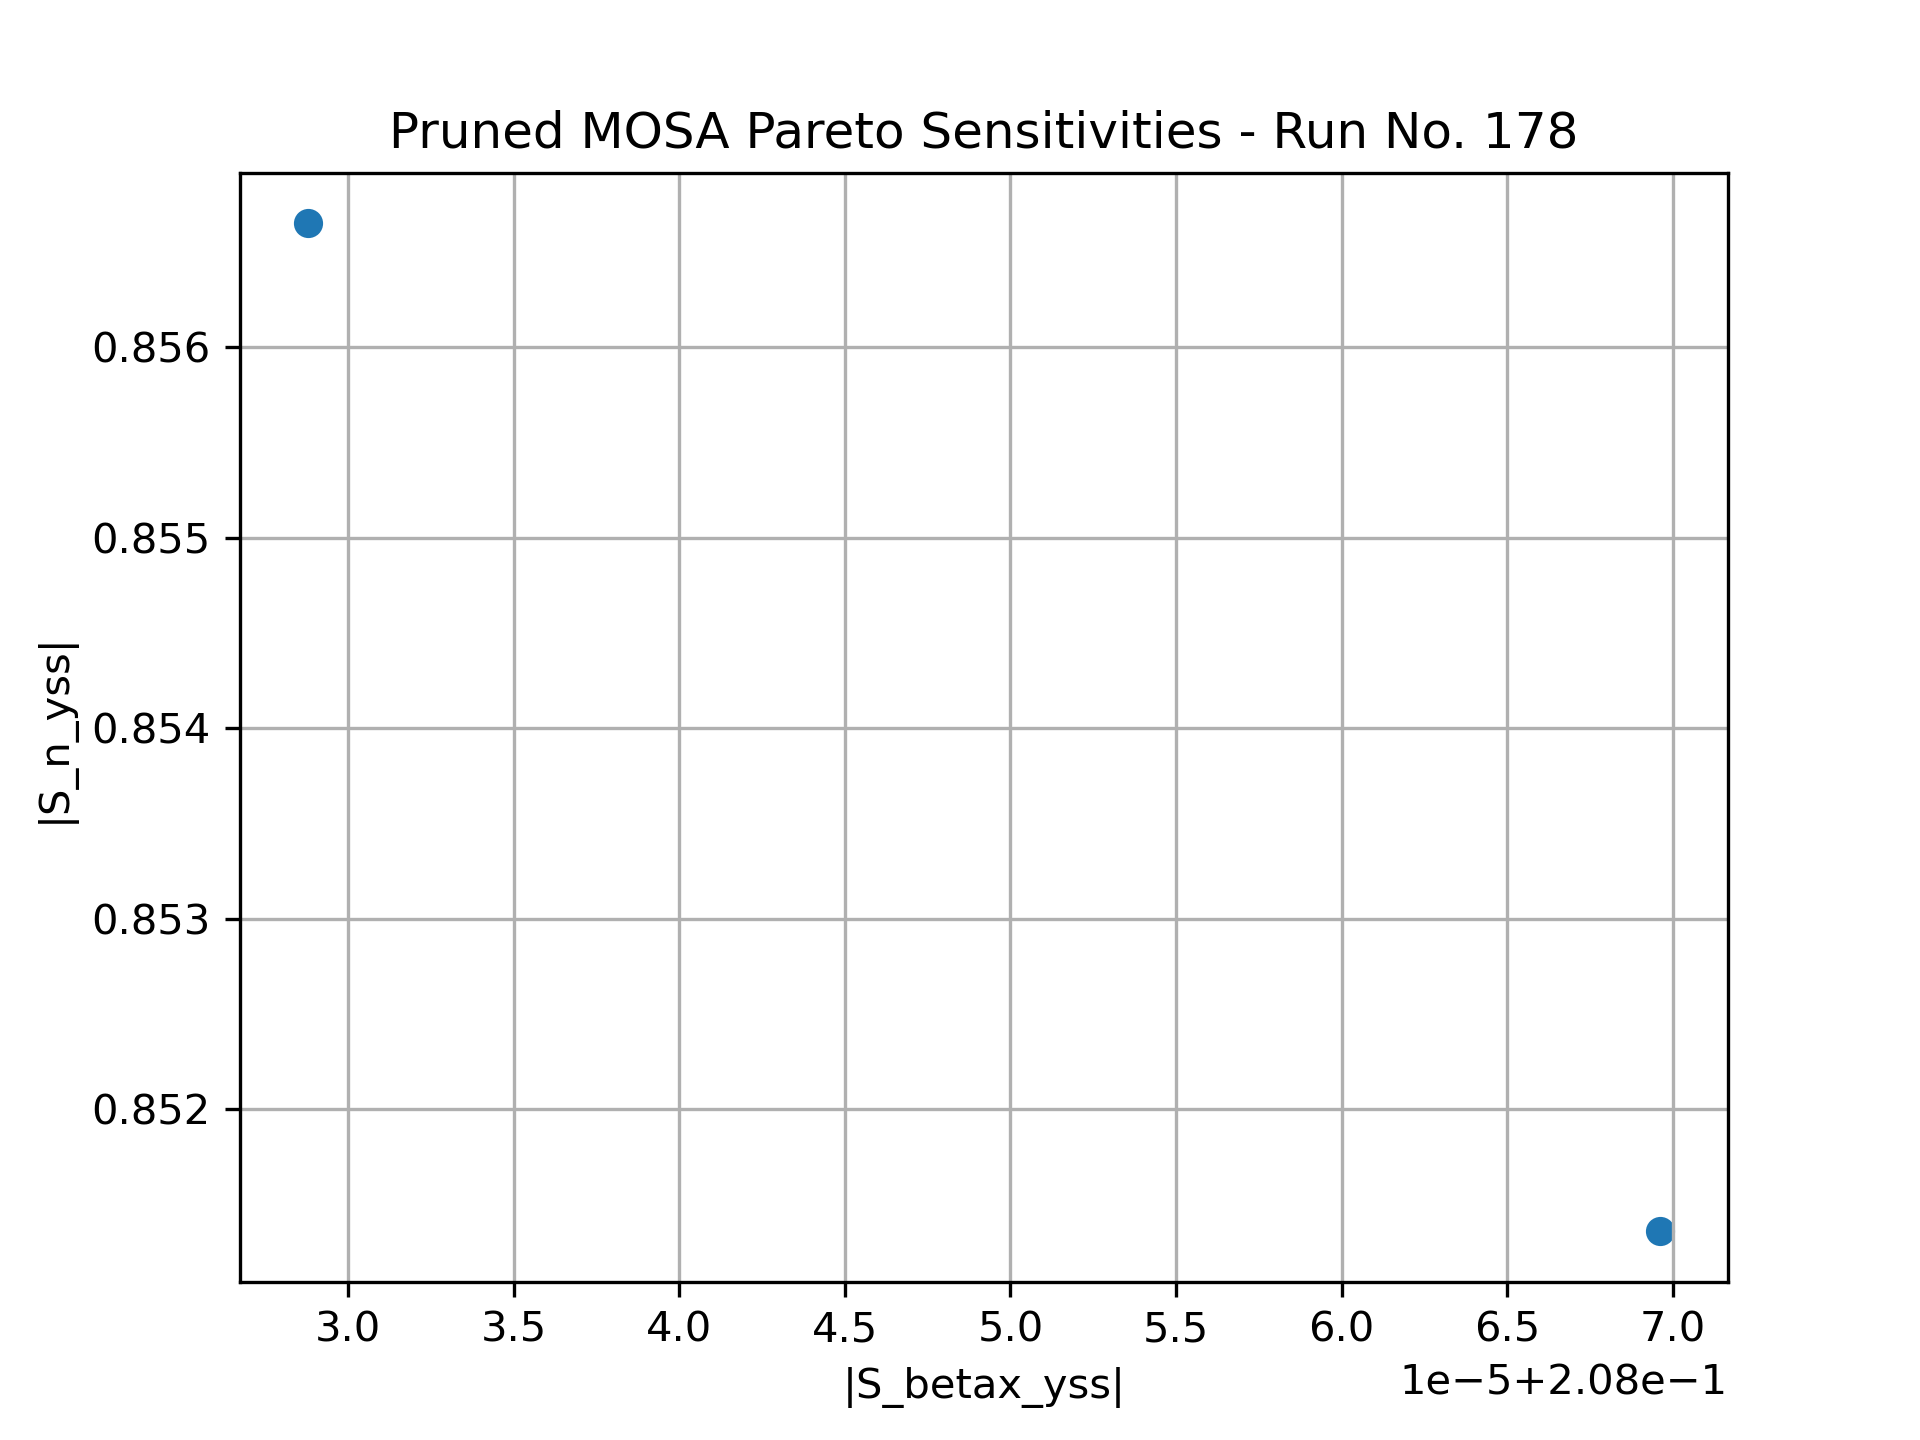 Pruned MOSA Pareto Sensitivities - Run No. 178
|S_n_yss|
0.856
0.855
0.854
0.853
0.852
3.0 3.5 4.0 4.5 5.0 5.5 6.0 6.5 7.0
1e−5+2.08e−1
|S_betax_yss|